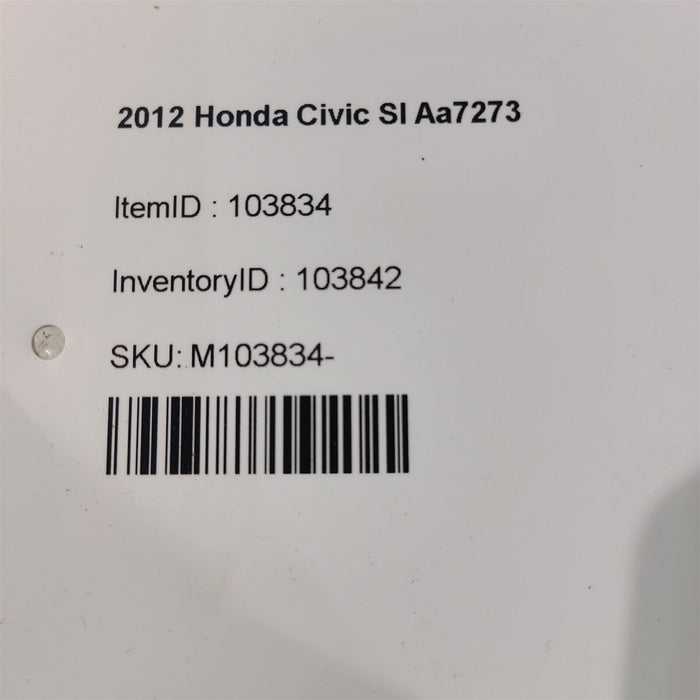 2012 Honda Civic SI Aa7273
ItemID : 103834
InventoryID : 103842
SKU: M103834-